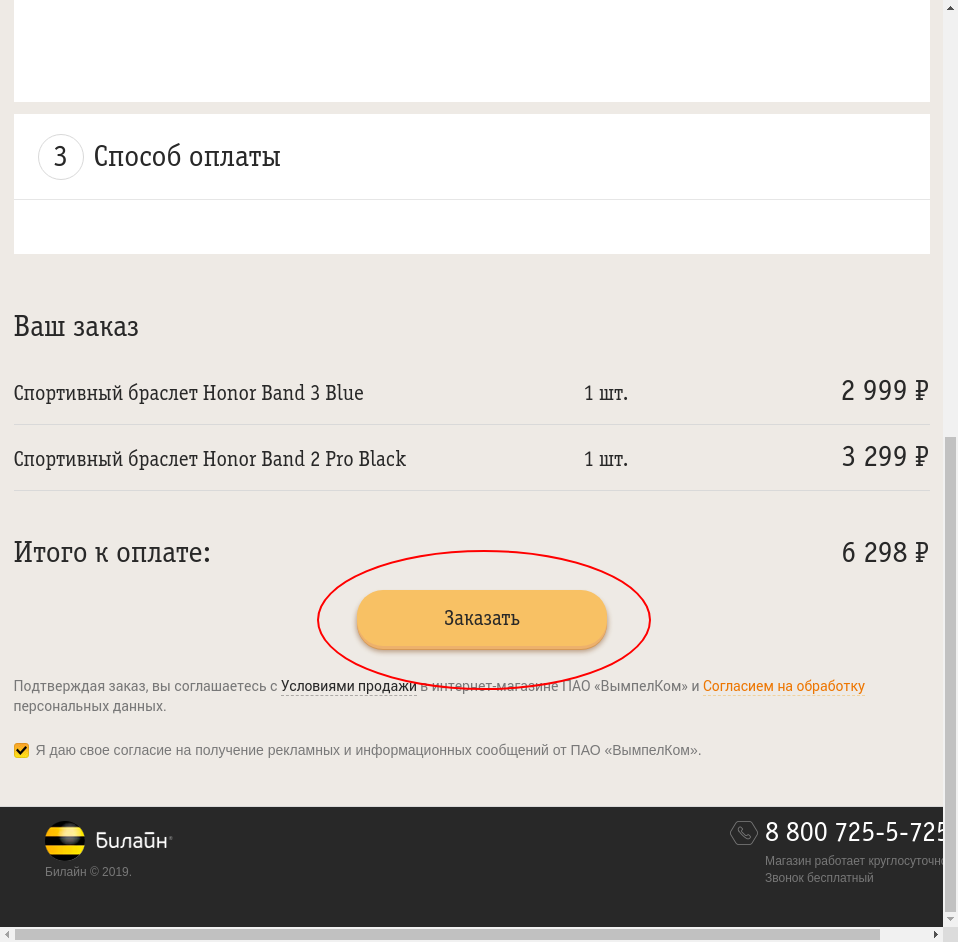 3 Способ оплаты
Ваш заказ
Спортивный браслет Honor Band 3 Blue 1 шт. 2 999 ₽
Спортивный браслет Honor Band 2 Pro Black 1 шт. 3 299 ₽
Итого к оплате: 6 298 ₽
Заказать
Подтверждая заказ, вы соглашаетесь с Условиями продажи в интернет-магазине ПАО «ВымпелКом» и Согласием на обработку
персональных данных.
Я даю свое согласие на получение рекламных и информационных сообщений от ПАО «ВымпелКом».
Билайн®
Билайн © 2019.
8 800 725-5-725
Магазин работает круглосуточно
Звонок бесплатный